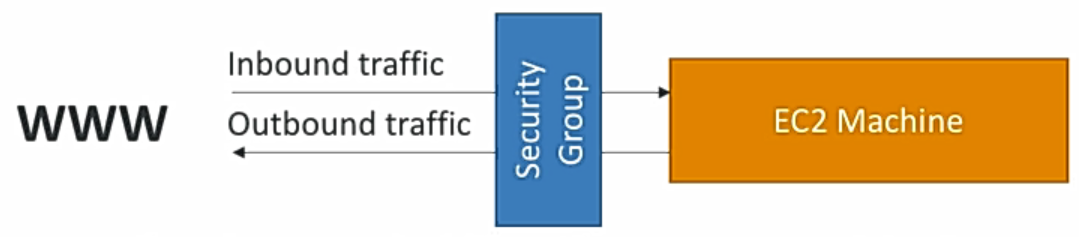 WWW
Inbound traffic
Outbound traffic
Security
Group
EC2 Machine